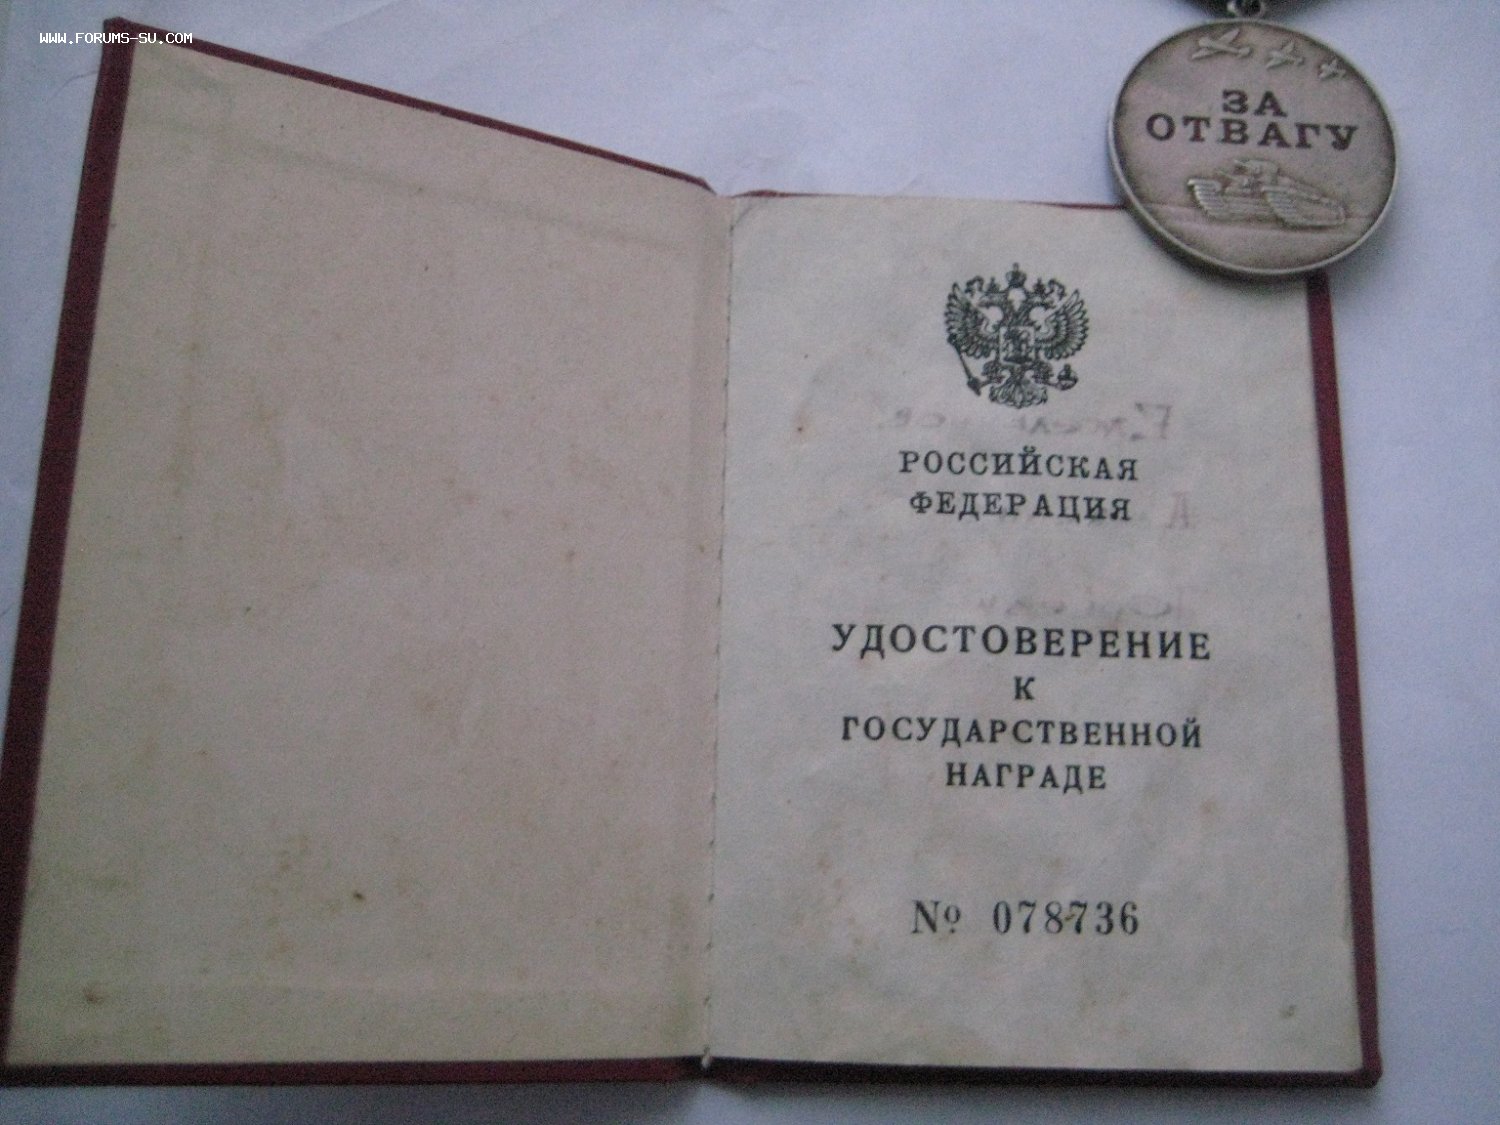 WWW.FORUMS-SU.COM
ЗА
ОТВАГУ
РОССИЙСКАЯ
ФЕДЕРАЦИЯ
УДОСТОВЕРЕНИЕ
К
ГОСУДАРСТВЕННОЙ
НАГРАДЕ
№ 078736